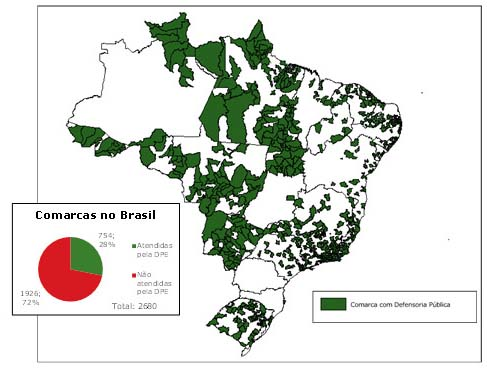 Comarcas no Brasil
754;
28%
Atendidas
pela DPE
Não
atendidas
pela DPE
1926;
72%
Total: 2680
Comarca com Defensoria Pública